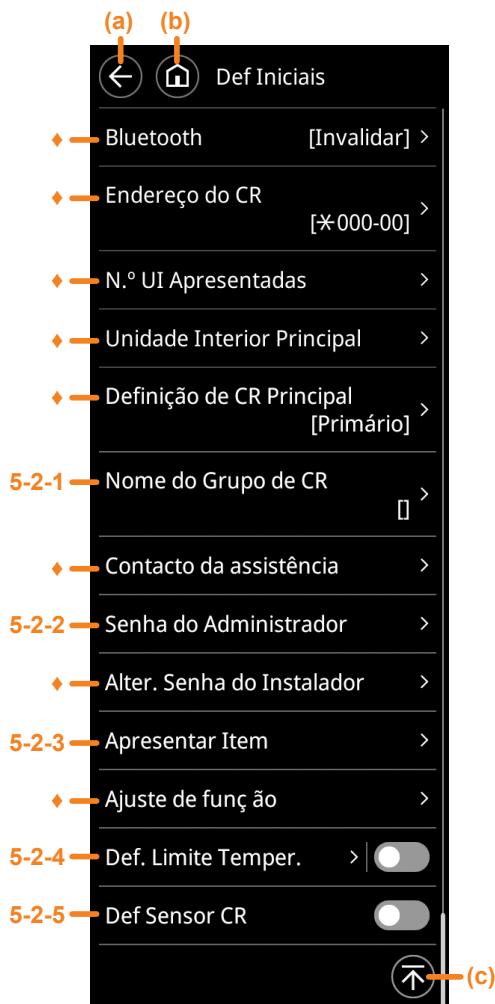 (a) (b)
Def Iniciais
♦ Bluetooth [Invalidar] >
♦ Endereço do CR
[✳000-00] >
♦ N.º UI Apresentadas >
♦ Unidade Interior Principal >
♦ Definição de CR Principal
[Primário] >
5-2-1 Nome do Grupo de CR
[] >
♦ Contacto da assistência >
5-2-2 Senha do Administrador >
♦ Alter. Senha do Instalador >
5-2-3 Apresentar Item >
♦ Ajuste de funç ão >
5-2-4 Def. Limite Temper. >
5-2-5 Def Sensor CR
(c)